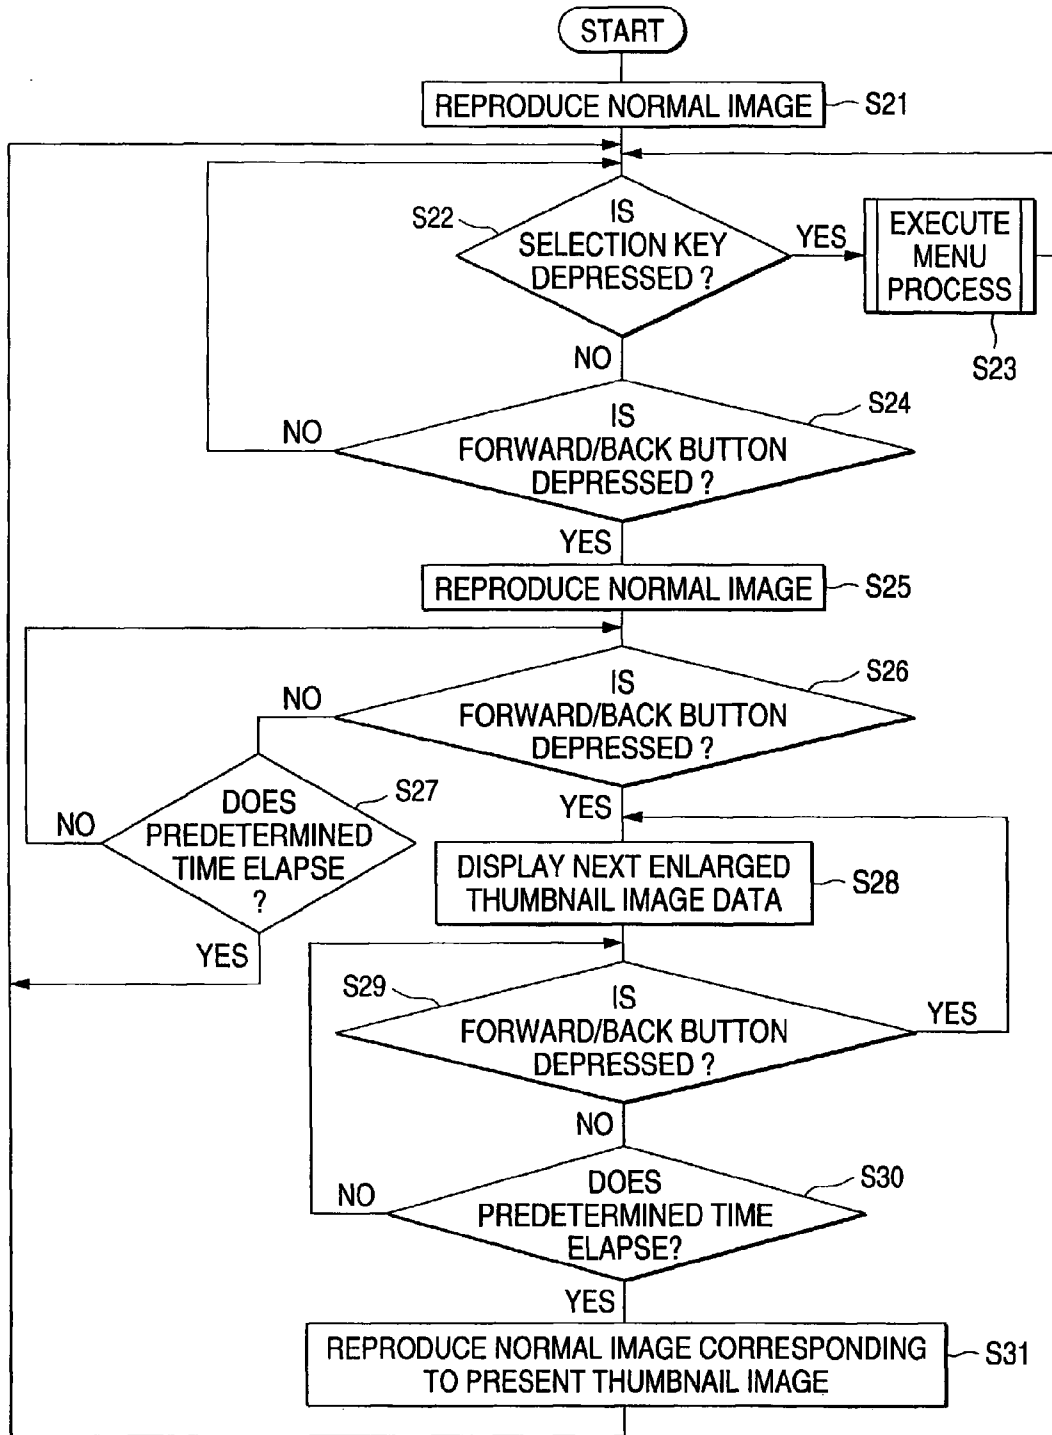 START
REPRODUCE NORMAL IMAGE
S21
IS
SELECTION KEY
DEPRESSED ?
S22
YES
EXECUTE
MENU
PROCESS
S23
NO
IS
FORWARD/BACK BUTTON
DEPRESSED ?
S24
NO
YES
REPRODUCE NORMAL IMAGE
S25
IS
FORWARD/BACK BUTTON
DEPRESSED ?
S26
NO
DOES
PREDETERMINED
TIME ELAPSE
?
S27
NO
YES
YES
DISPLAY NEXT ENLARGED
THUMBNAIL IMAGE DATA
S28
S29
IS
FORWARD/BACK BUTTON
DEPRESSED ?
YES
NO
DOES
PREDETERMINED TIME
ELAPSE?
S30
NO
YES
REPRODUCE NORMAL IMAGE CORRESPONDING
TO PRESENT THUMBNAIL IMAGE
S31